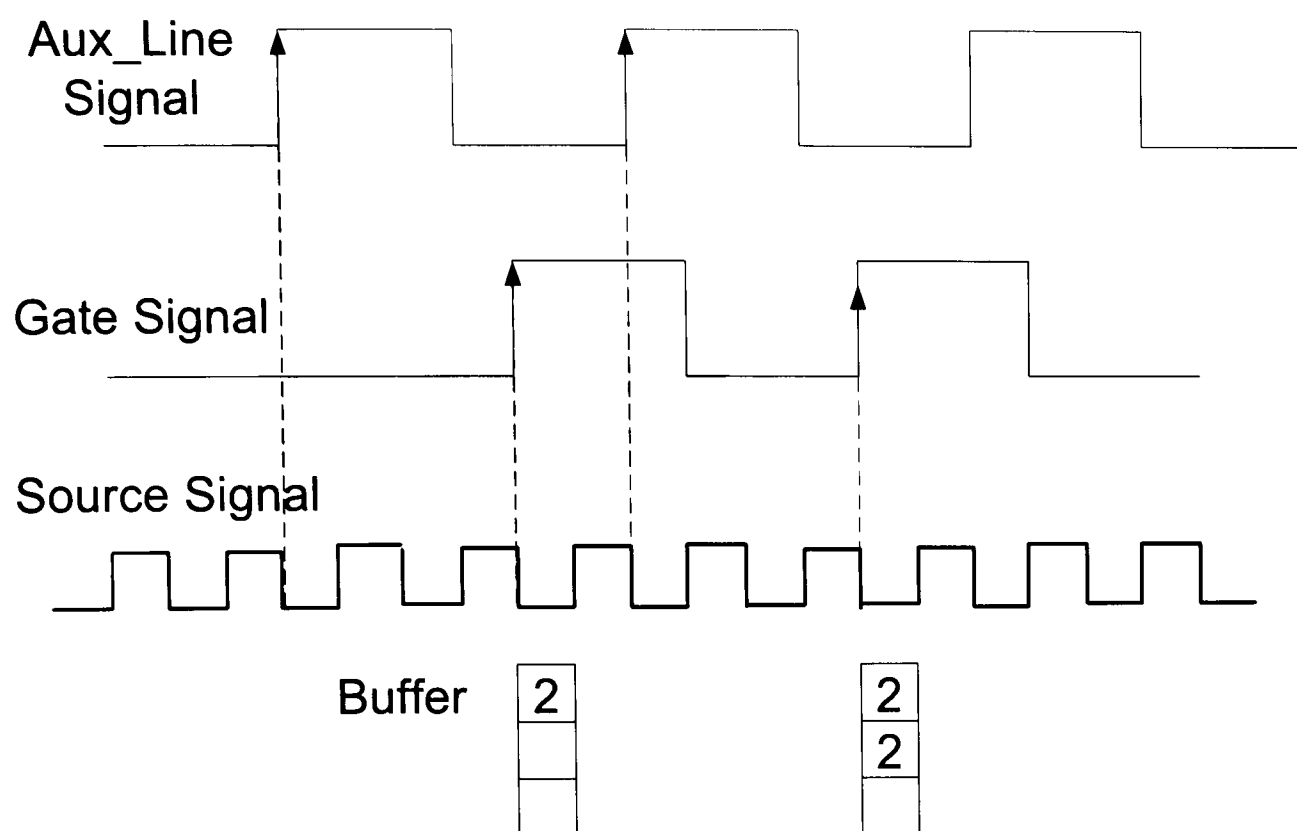 Aux_Line
Signal
Gate Signal
Source Signal
Buffer
2
2
2